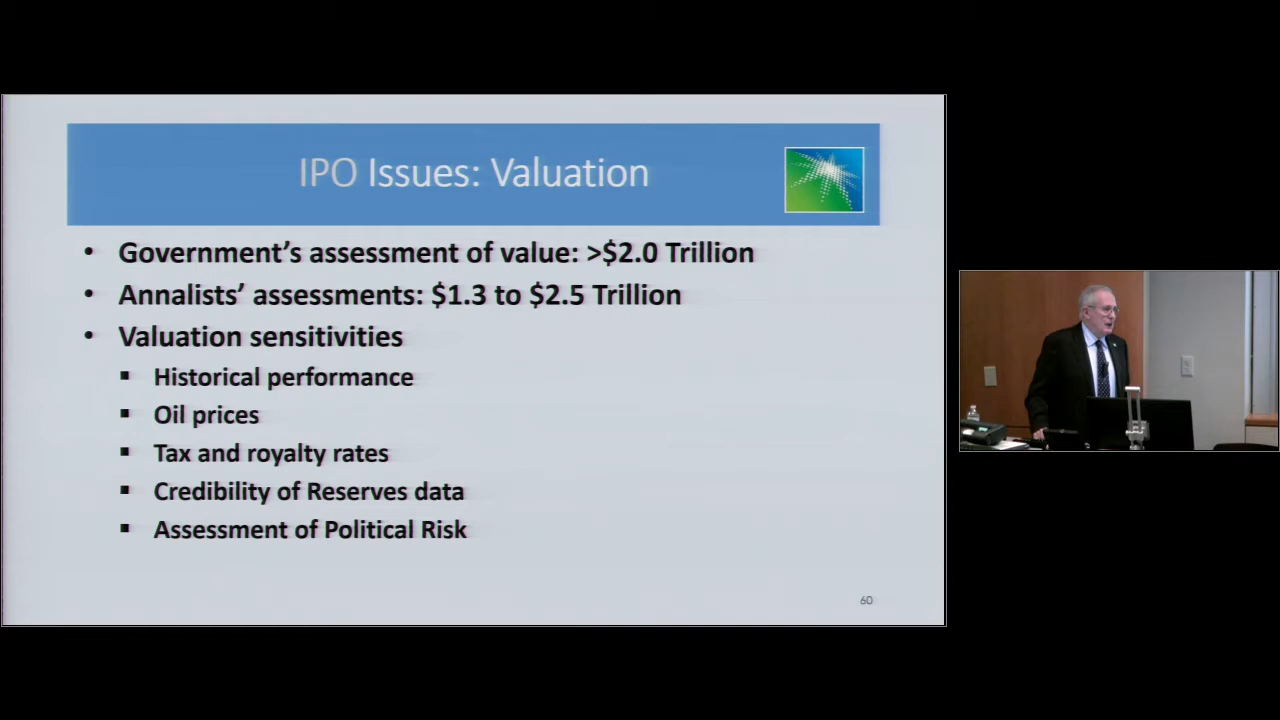 IPO Issues: Valuation
• Government’s assessment of value: >$2.0 Trillion
• Annalists’ assessments: $1.3 to $2.5 Trillion
• Valuation sensitivities
▪ Historical performance
▪ Oil prices
▪ Tax and royalty rates
▪ Credibility of Reserves data
▪ Assessment of Political Risk
60